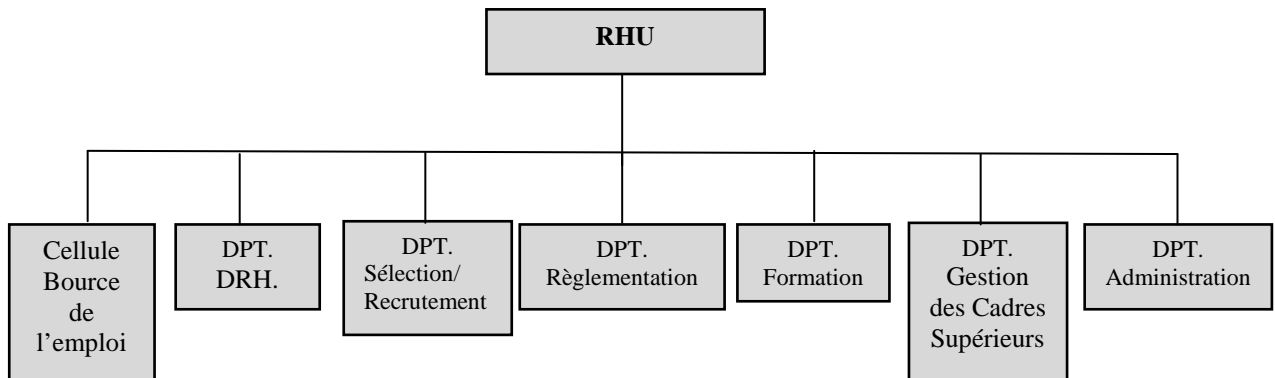 RHU
Cellule
Bource
de
l'emploi
DPT.
DRH.
DPT.
Sélection/
Recrutement
DPT.
Règlementation
DPT.
Formation
DPT.
Gestion
des Cadres
Supérieurs
DPT.
Administration